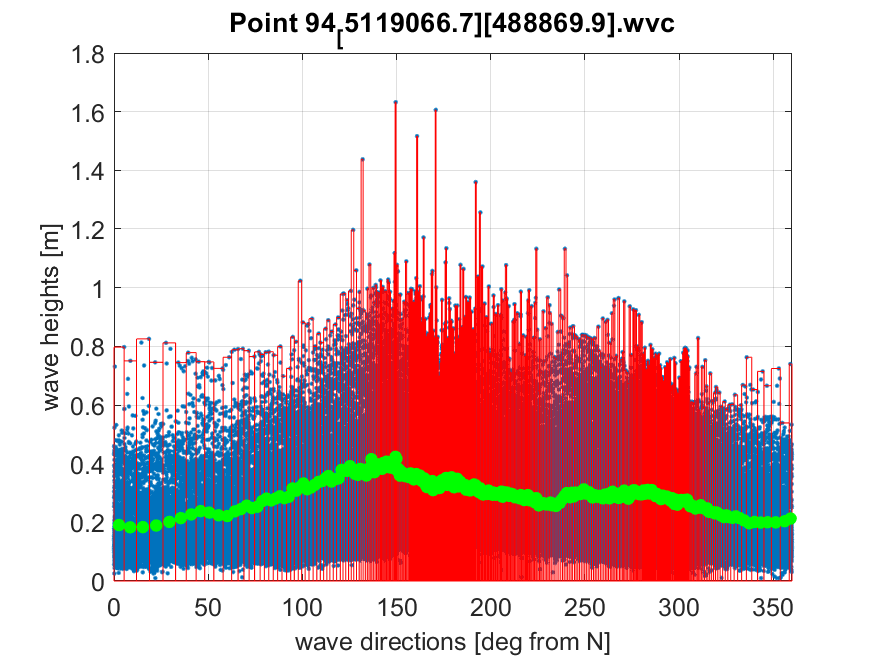 Point 94[5119066.7][488869.9].wvc
wave heights [m]
1.8
1.6
1.4
1.2
1
0.8
0.6
0.4
0.2
0
0 50 100 150 200 250 300 350
wave directions [deg from N]